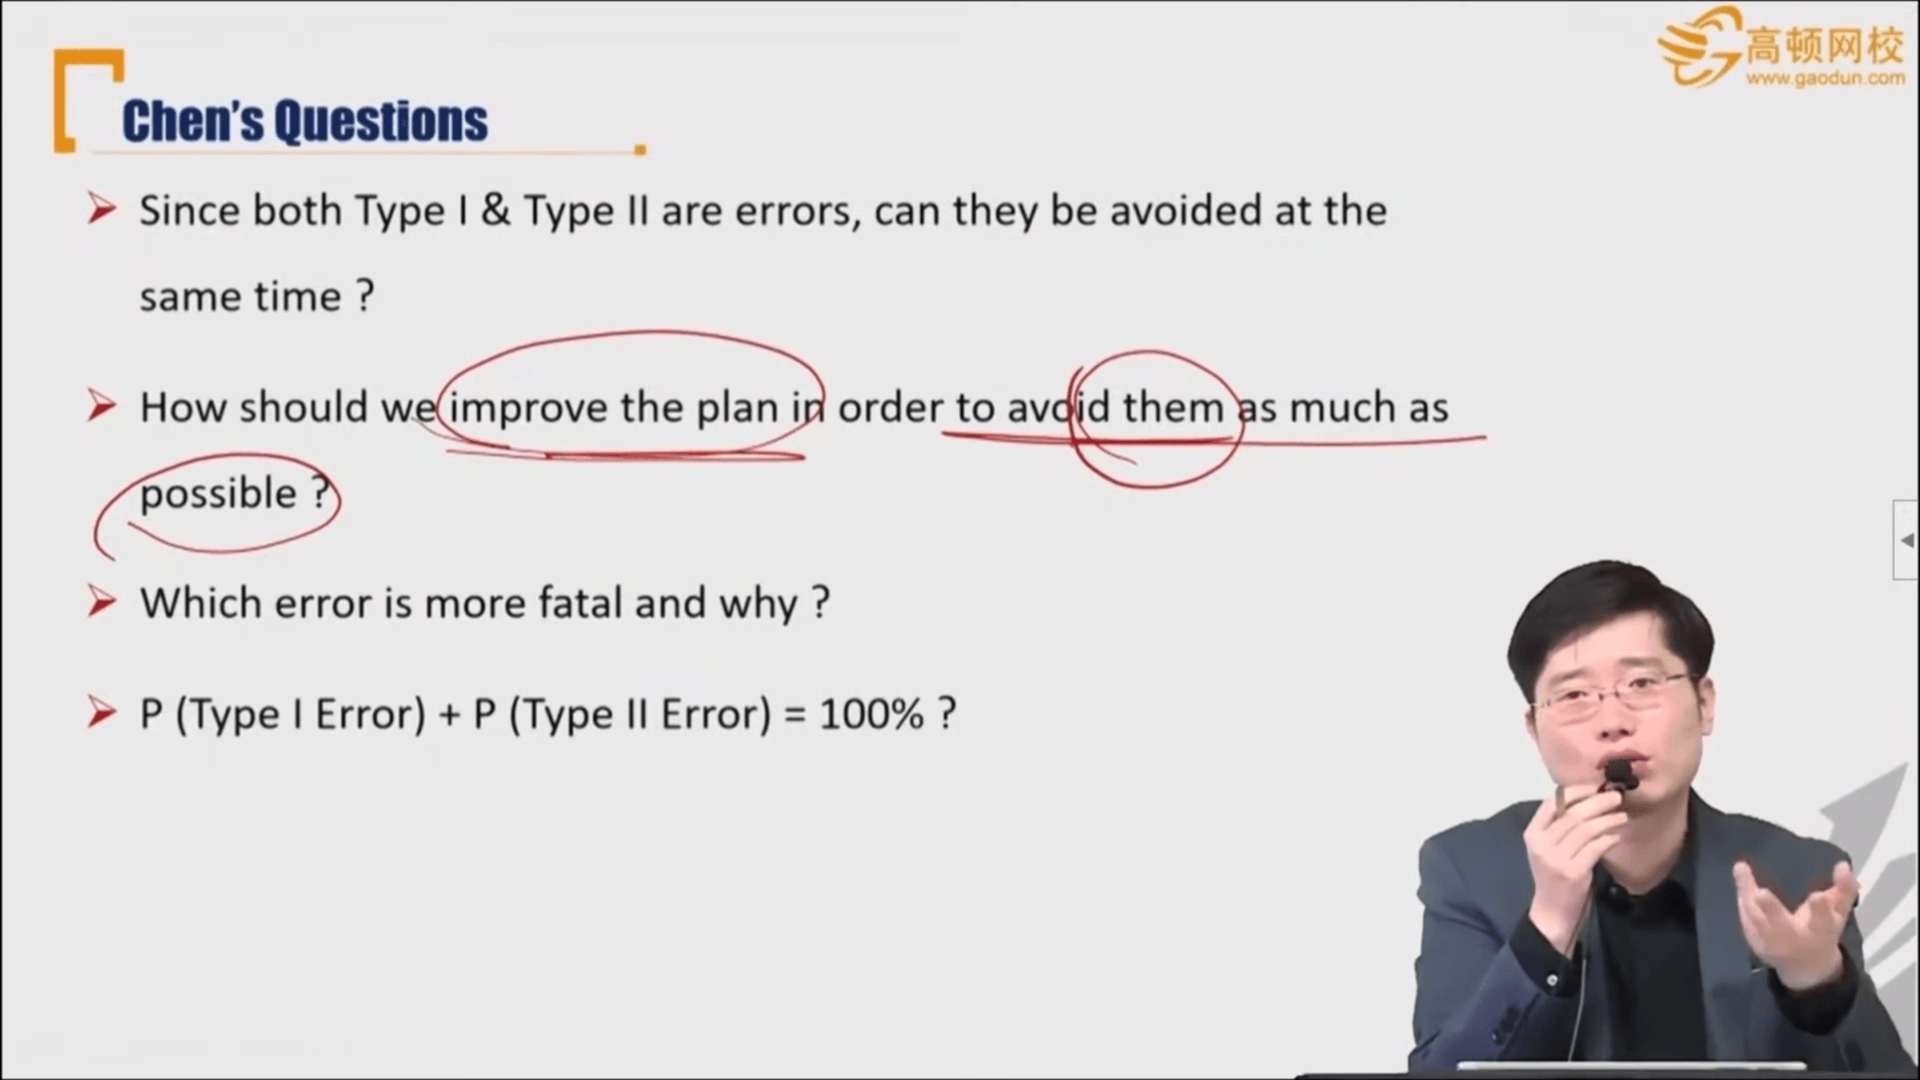 高顿网校
www.gaodun.com
Chen's Questions
Since both Type I & Type II are errors, can they be avoided at the
same time ?
How should we improve the plan in order to avoid them as much as
possible ?
Which error is more fatal and why ?
P (Type I Error) + P (Type II Error) = 100% ?